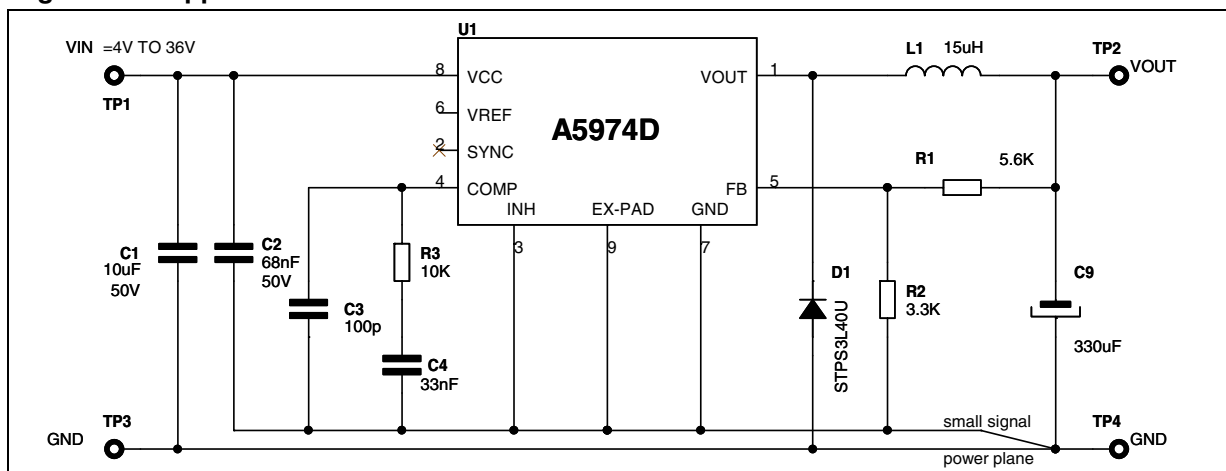 U1
VIN =4V TO 36V
TP1
8
VCC
6
VREF
2
SYNC
4
COMP
A5974D
VOUT
1
FB
5
INH
EX-PAD
GND
3
9
7
L1 15uH
TP2
VOUT
R1 5.6K
C1
10uF
50V
C2
68nF
50V
C3
100p
R3
10K
C4
33nF
D1
STPS3L40U
R2
3.3K
C9
330uF
TP3
GND
small signal
power plane
TP4
GND